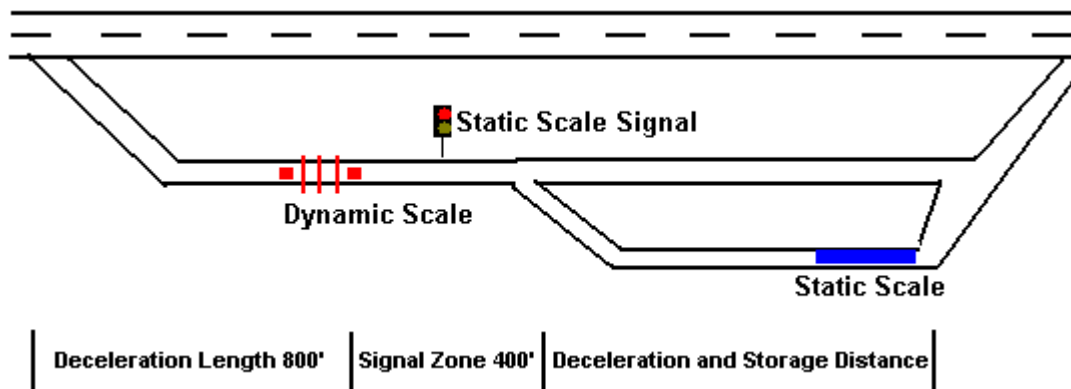 Static Scale Signal
Dynamic Scale
Static Scale
Deceleration Length 800' Signal Zone 400' Deceleration and Storage Distance